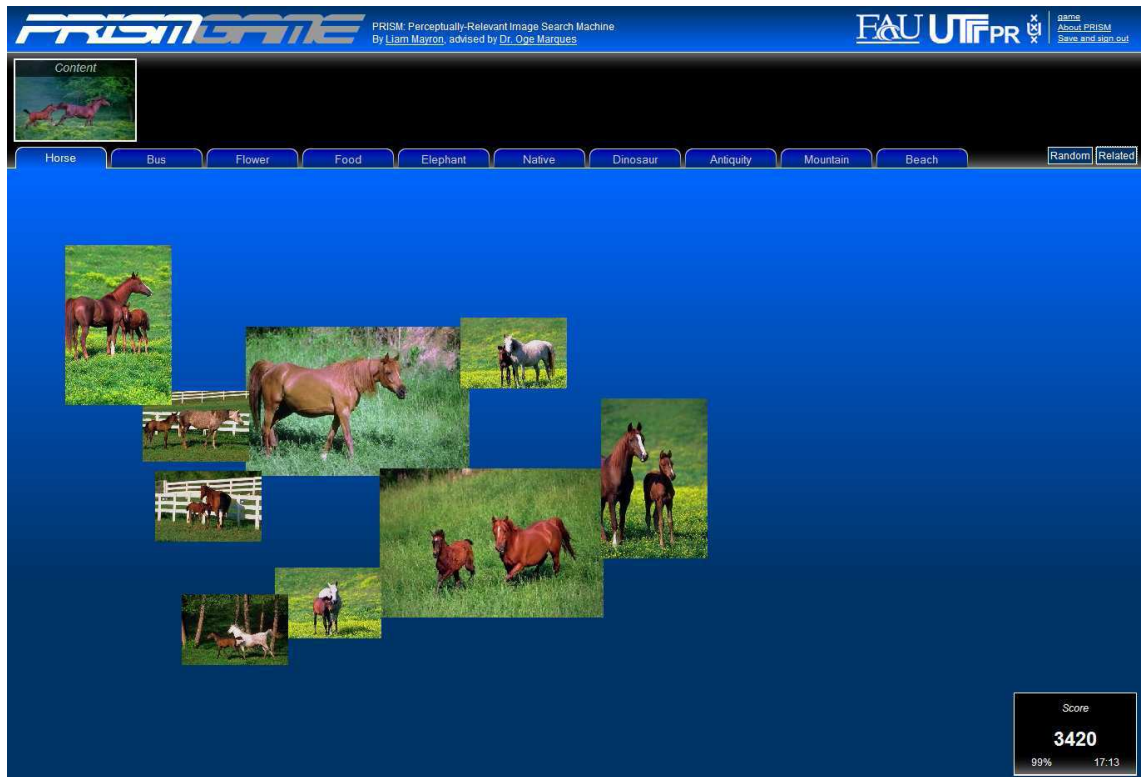 PRISMGAME
PRISM: Perceptually-Relevant Image Search Machine
By Liam Mayron, advised by Dr. Oge Marques
FAU UTFPR
game
About PRISM
Save and sign out
Content
Horse Bus Flower Food Elephant Native Dinosaur Antiquity Mountain Beach Random Related
Score
3420
99% 17:13